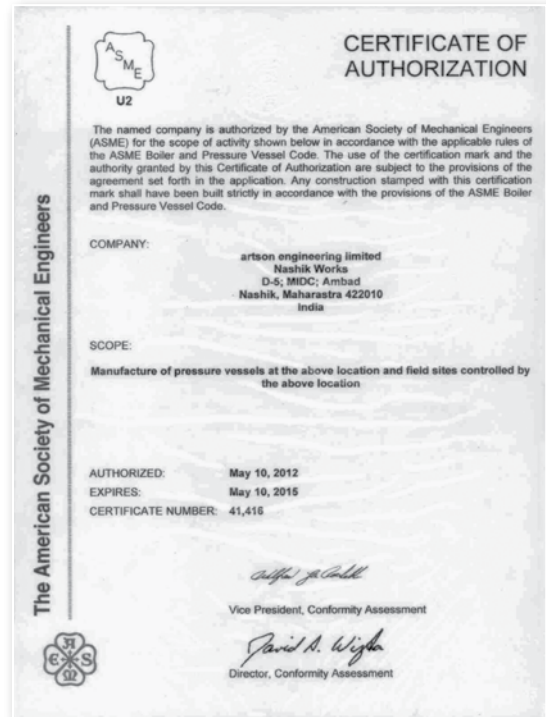 ASME
U2
CERTIFICATE OF
AUTHORIZATION
The named company is authorized by the American Society of Mechanical Engineers
(ASME) for the scope of activity shown below in accordance with the applicable rules of
the ASME Boiler and Pressure Vessel Code. The use of the certification mark and the
authority granted by this Certificate of Authorization are subject to the provisions of the
agreement set forth in the application. Any construction stamped with this certification
mark shall have been built strictly in accordance with the provisions of the ASME Boiler
and Pressure Vessel Code.
COMPANY:
artson engineering limited
Nashik Works
D-5; MIDC; Ambad
Nashik, Maharastra 422010
India
SCOPE:
Manufacture of pressure vessels at the above location and field sites controlled by
the above location
AUTHORIZED: May 10, 2012
EXPIRES: May 10, 2015
CERTIFICATE NUMBER: 41,416
Vice President, Conformity Assessment
Director, Conformity Assessment
The American Society of Mechanical Engineers